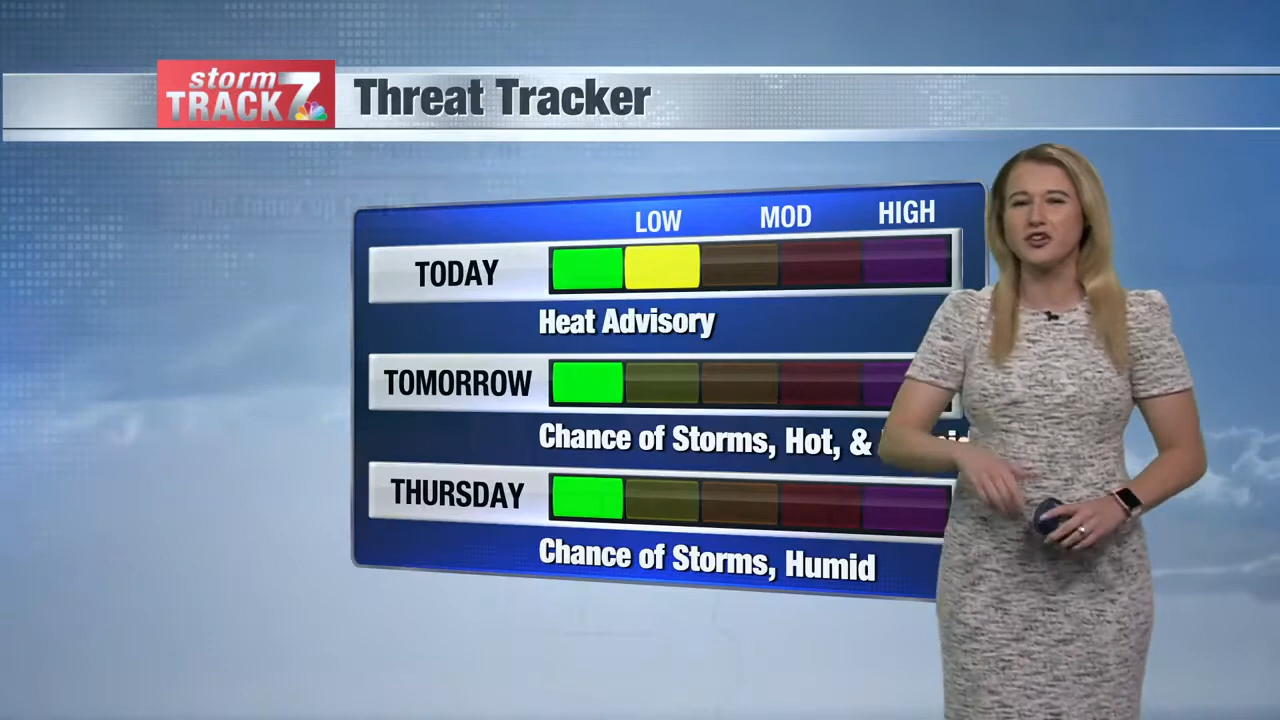 storm
TRACK 7
Threat Tracker
LOW MOD HIGH
TODAY
Heat Advisory
TOMORROW
Chance of Storms, Hot, &
THURSDAY
Chance of Storms, Humid